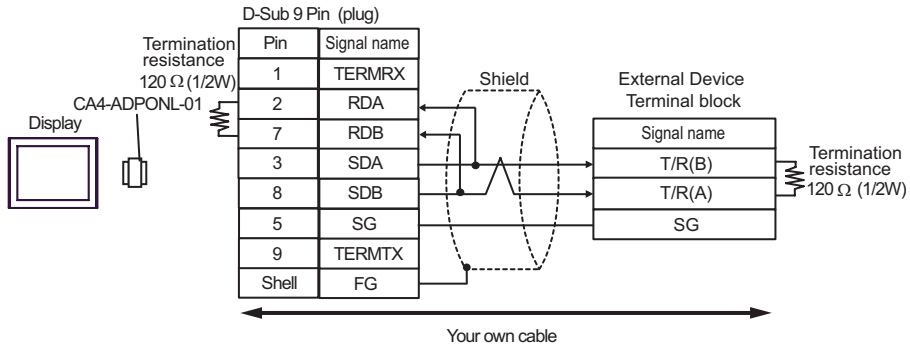 D-Sub 9 Pin (plug)
Termination
resistance
120 Ω (1/2W)
CA4-ADPONL-01
Display
Pin Signal name
1 TERMRX
2 RDA
7 RDB
3 SDA
8 SDB
5 SG
9 TERMTX
Shell FG
Shield
External Device
Terminal block
Signal name
T/R(B)
T/R(A)
SG
Termination
resistance
120 Ω (1/2W)
Your own cable